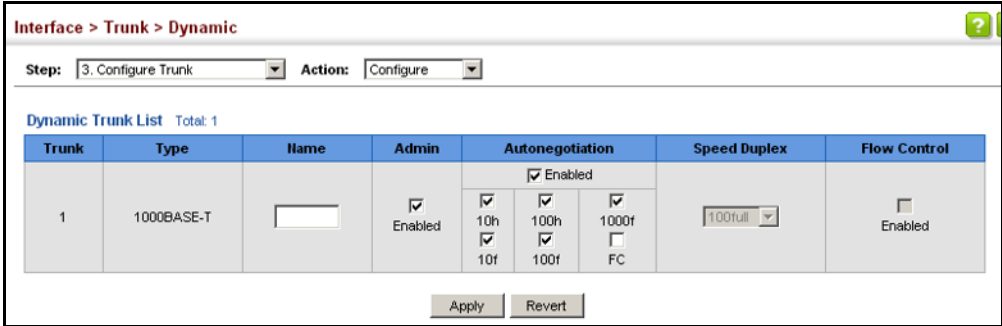 Interface > Trunk > Dynamic
?
Step: 3. Configure Trunk Action: Configure
Dynamic Trunk List Total: 1
Trunk Type Name Admin Autonegotiation Speed Duplex Flow Control
Enabled
1 1000BASE-T Enabled 10h 100h 1000f 100full Enabled
10f 100f FC
Apply Revert